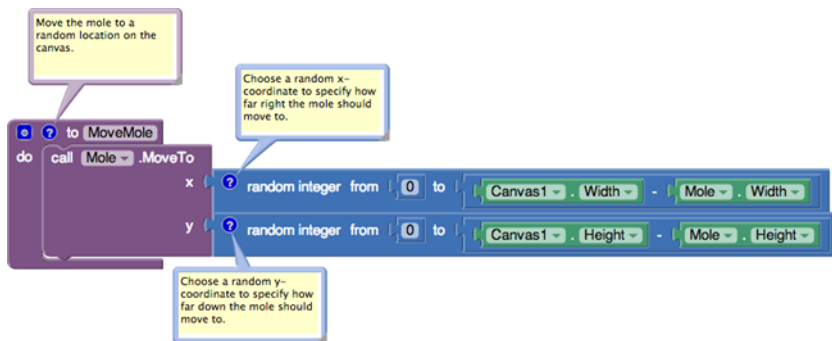 Move the mole to a
random location on the
canvas.
Choose a random x-
coordinate to specify how
far right the mole should
move to.
? to MoveMole
do call Mole .MoveTo
x ? random integer from 0 to Canvas1 . Width - Mole . Width
y ? random integer from 0 to Canvas1 . Height - Mole . Height
Choose a random y-
coordinate to specify how
far down the mole should
move to.